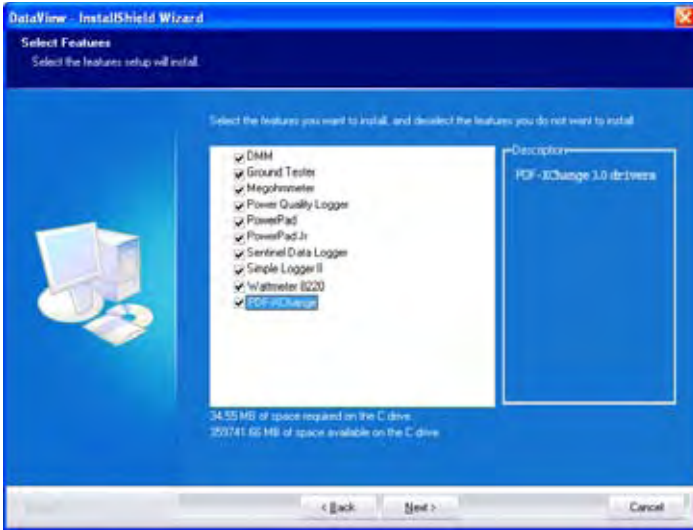 DataView - InstallShield Wizard
Select Features
Select the features setup will install.
Select the features you want to install, and deselect the features you do not want to install.
DMM
Ground Tester
Megohmmeter
Power Quality Logger
PowerPad
PowerPad Jr
Sentinel Data Logger
Simple Logger II
Wattmeter 8220
PDF-XChange
Description
PDF-XChange 3.0 drivers
34.55 MB of space required on the C drive
359741.66 MB of space available on the C drive
< Back
Next >
Cancel